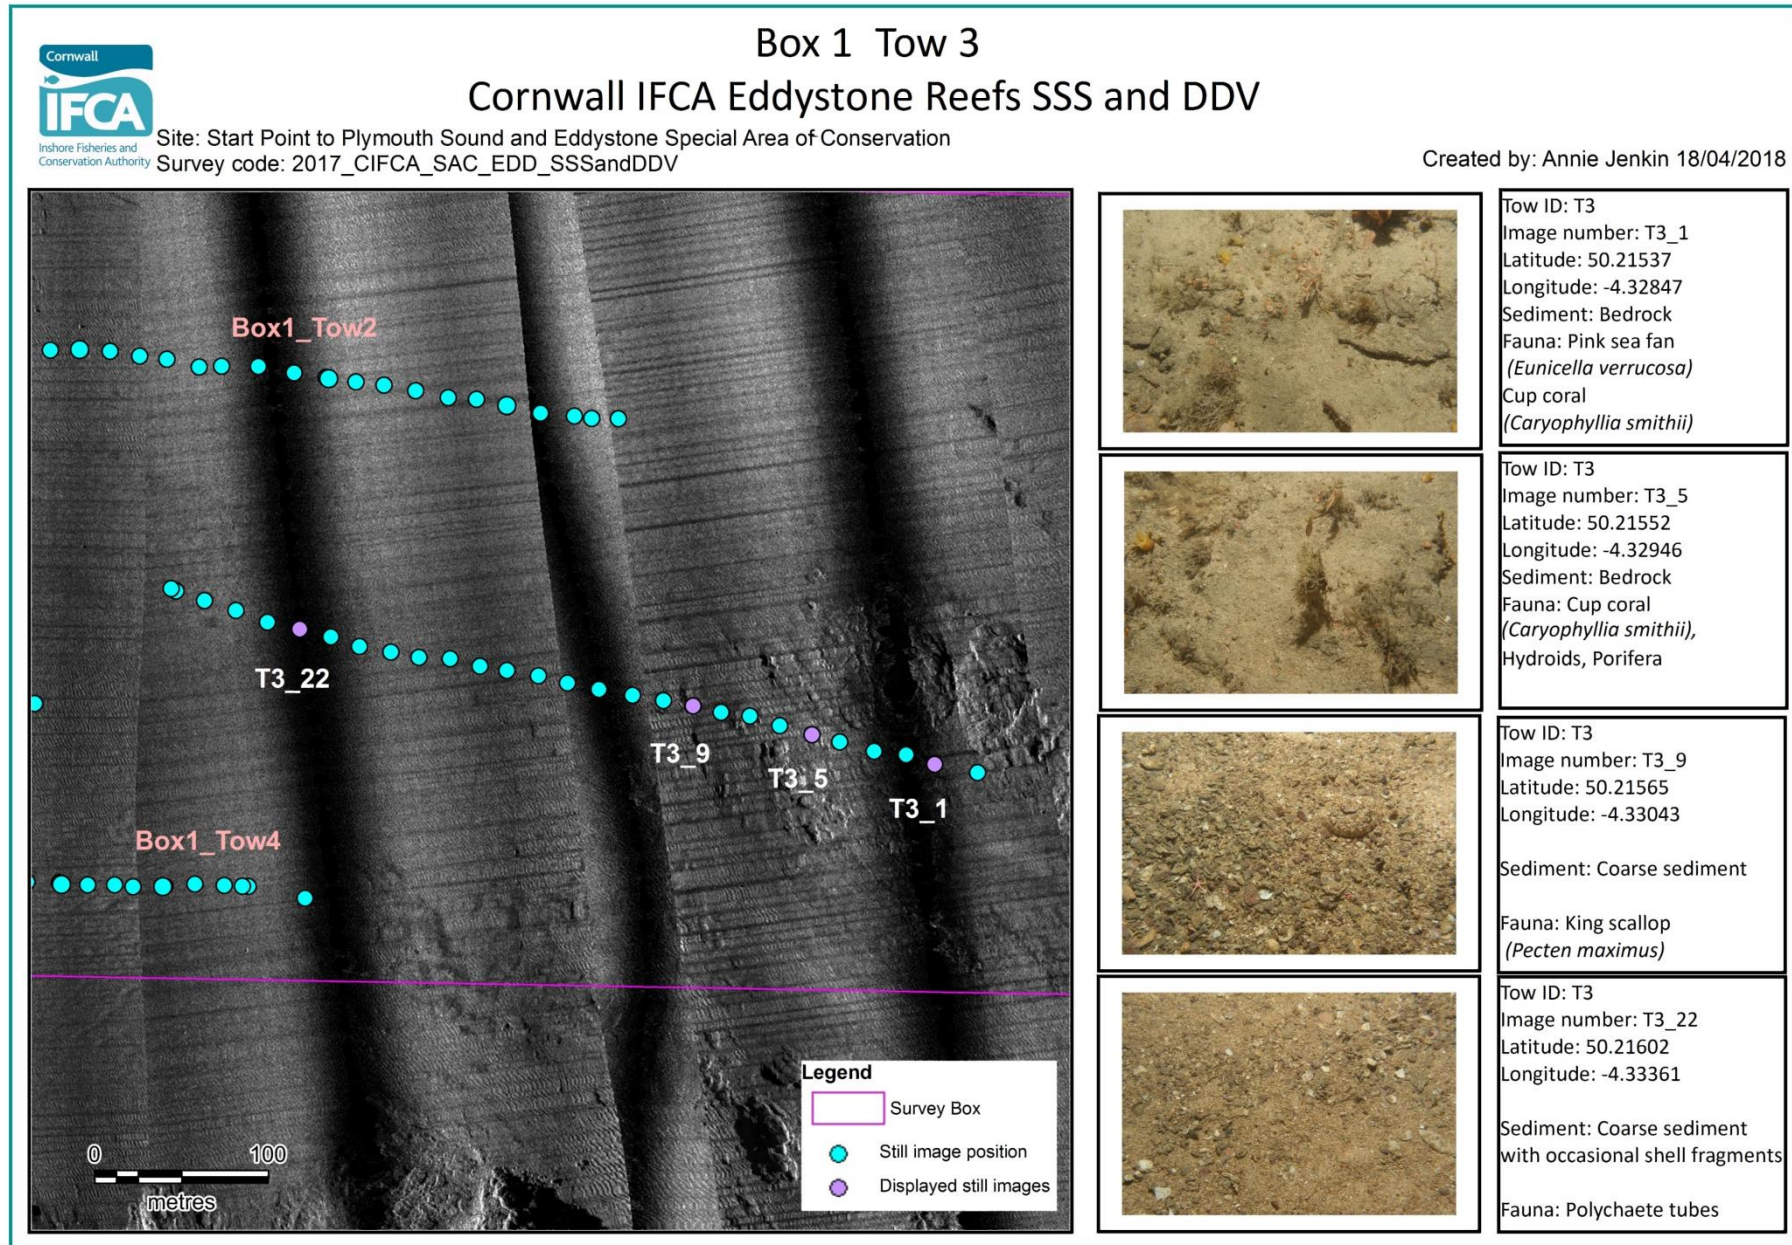 Box 1 Tow 3
Cornwall IFCA Eddystone Reefs SSS and DDV
Cornwall
IFCA
Inshore Fisheries and
Conservation Authority
Site: Start Point to Plymouth Sound and Eddystone Special Area of Conservation
Survey code: 2017_CIFCA_SAC_EDD_SSSandDDV
Created by: Annie Jenkin 18/04/2018
Box1_Tow2
T3_22
T3_9
T3_5
T3_1
Box1_Tow4
Legend
Survey Box
Still image position
Displayed still images
0 100
metres
Tow ID: T3
Image number: T3_1
Latitude: 50.21537
Longitude: -4.32847
Sediment: Bedrock
Fauna: Pink sea fan
(Eunicella verrucosa)
Cup coral
(Caryophyllia smithii)
Tow ID: T3
Image number: T3_5
Latitude: 50.21552
Longitude: -4.32946
Sediment: Bedrock
Fauna: Cup coral
(Caryophyllia smithii),
Hydroids, Porifera
Tow ID: T3
Image number: T3_9
Latitude: 50.21565
Longitude: -4.33043
Sediment: Coarse sediment
Fauna: King scallop
(Pecten maximus)
Tow ID: T3
Image number: T3_22
Latitude: 50.21602
Longitude: -4.33361
Sediment: Coarse sediment
with occasional shell fragments
Fauna: Polychaete tubes